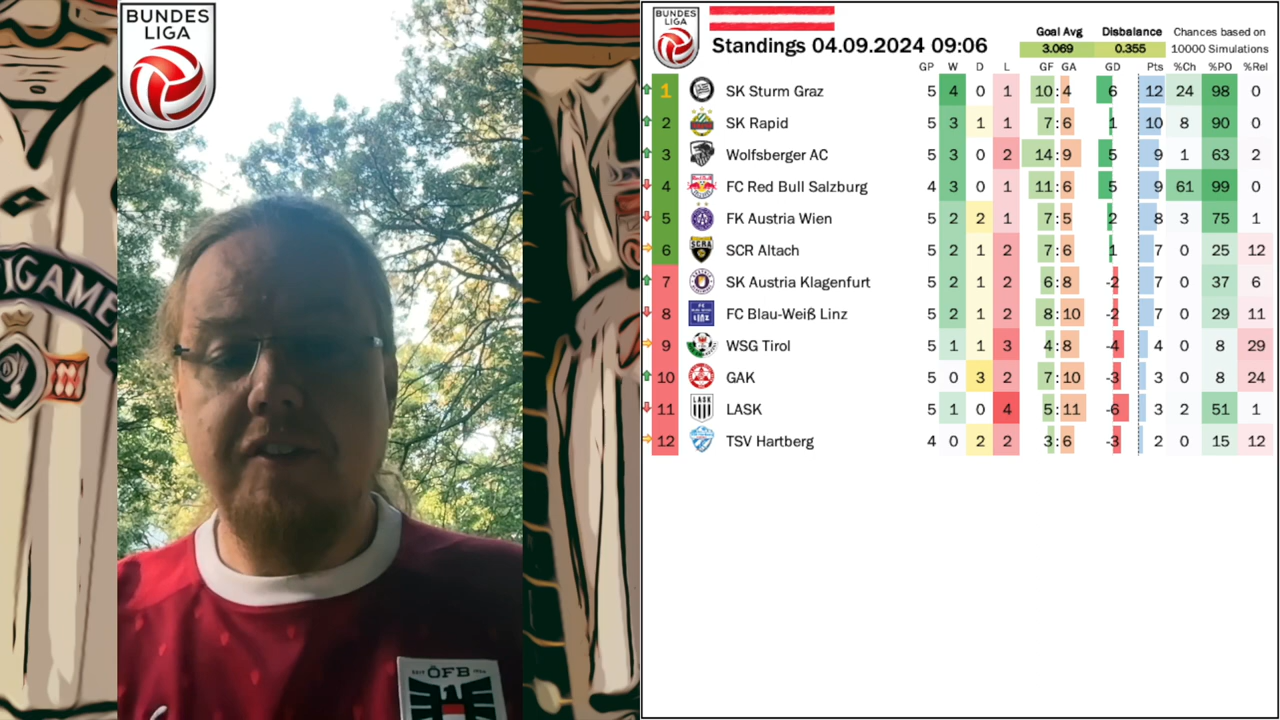 BUNDES
LIGA
IGAME
SEIT ÖFB 1904
BUNDES
LIGA
Standings 04.09.2024 09:06
Goal Avg Disbalance Chances based on
3.069 0.355 10000 Simulations
GP W D L GF GA GD Pts %Ch %PO %Rel
1 SK Sturm Graz 5 4 0 1 10:4 6 12 24 98 0
2 SK Rapid 5 3 1 1 7:6 1 10 8 90 0
3 Wolfsberger AC 5 3 0 2 14:9 5 9 1 63 2
4 FC Red Bull Salzburg 4 3 0 1 11:6 5 9 61 99 0
5 FK Austria Wien 5 2 2 1 7:5 2 8 3 75 1
6 SCRA SCR Altach 5 2 1 2 7:6 1 7 0 25 12
7 SK Austria Klagenfurt 5 2 1 2 6:8 -2 7 0 37 6
8 FC Blau-Weiß Linz 5 2 1 2 8:10 -2 7 0 29 11
9 WSG Tirol 5 1 1 3 4:8 -4 4 0 8 29
10 GAK 5 0 3 2 7:10 -3 3 0 8 24
11 LASK LASK 5 1 0 4 5:11 -6 3 2 51 1
12 TSV Hartberg 4 0 2 2 3:6 -3 2 0 15 12